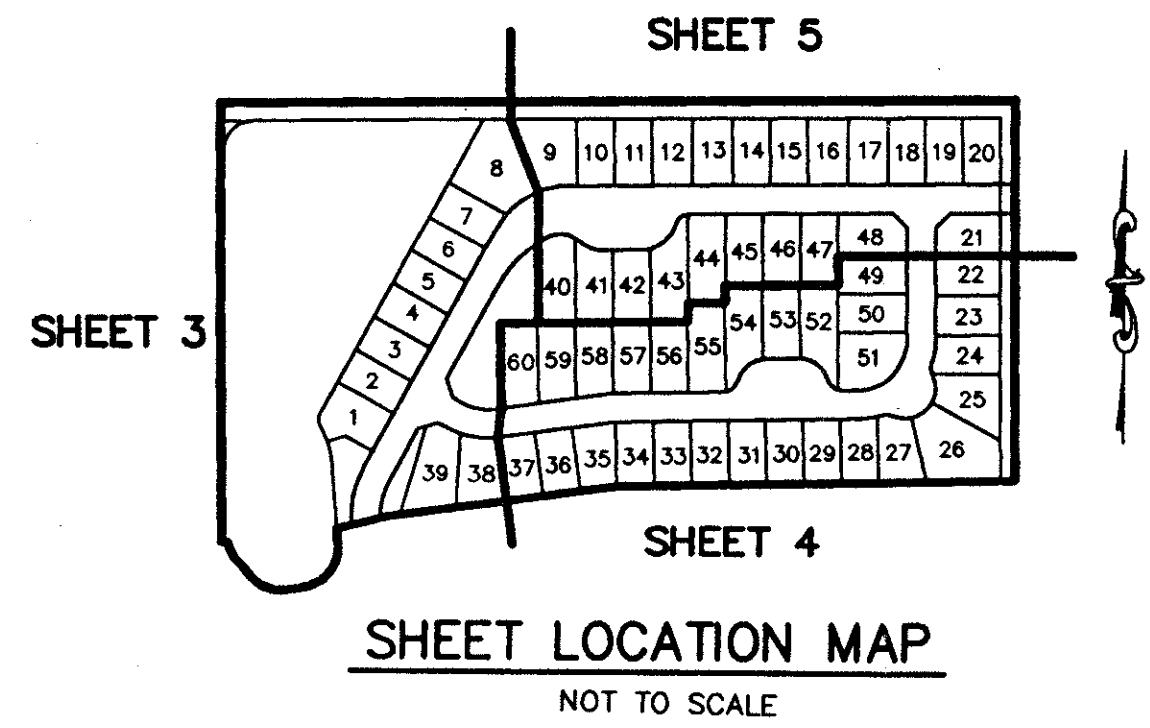 SHEET 5
8 9 10 11 12 13 14 15 16 17 18 19 20
7
6
5
4
3
2
1
40 41 42 43 44 45 46 47 48
21
49
22
50
23
51
24
25
26
SHEET 3
60 59 58 57 56 55 54 53 52
39 38 37 36 35 34 33 32 31 30 29 28 27
SHEET 4
SHEET LOCATION MAP
NOT TO SCALE